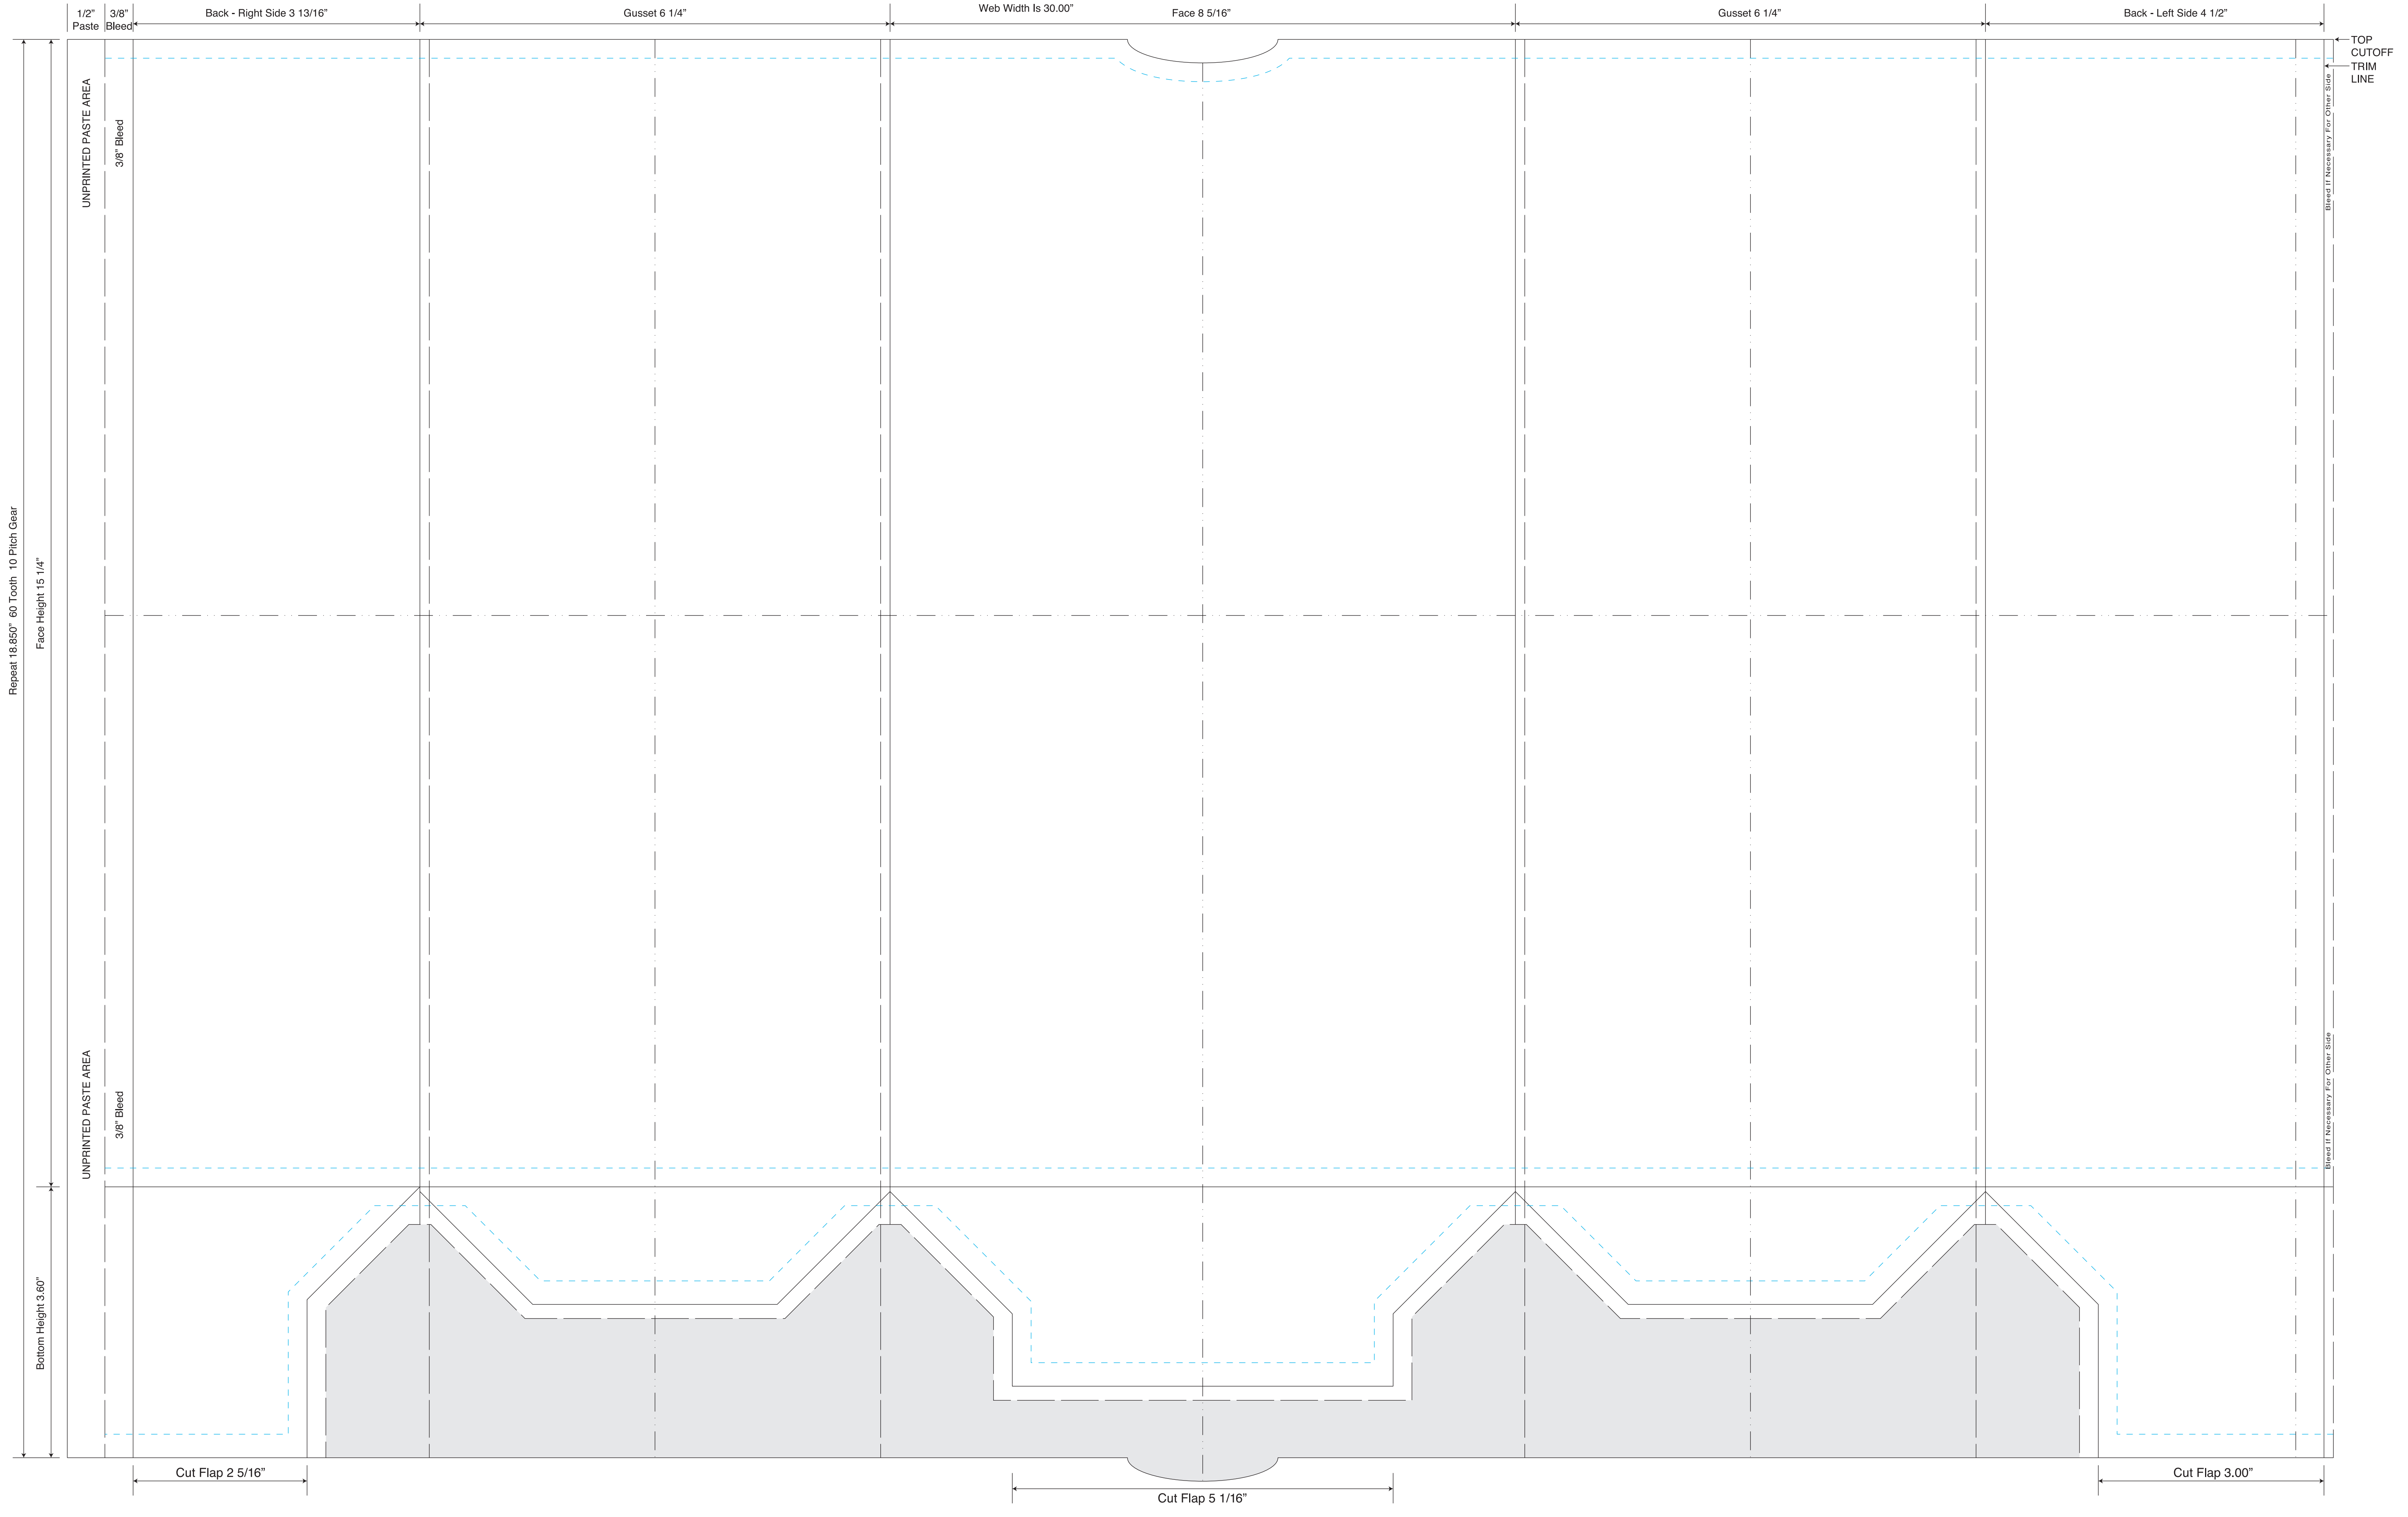 1/2”
Paste
3/8”
Bleed
Back - Right Side 3 13/16”
Gusset 6 1/4”
Web Width Is 30.00”
Face 8 5/16”
Gusset 6 1/4”
Back - Left Side 4 1/2”
TOP
CUTOFF
TRIM
LINE
UNPRINTED PASTE AREA
3/8” Bleed
Bleed If Necessary For Other Side
Repeat 18.850”  60 Tooth  10 Pitch Gear
Face Height 15 1/4”
UNPRINTED PASTE AREA
3/8” Bleed
Bleed If Necessary For Other Side
Bottom Height 3.60”
Cut Flap 2 5/16”
Cut Flap 5 1/16”
Cut Flap 3.00”